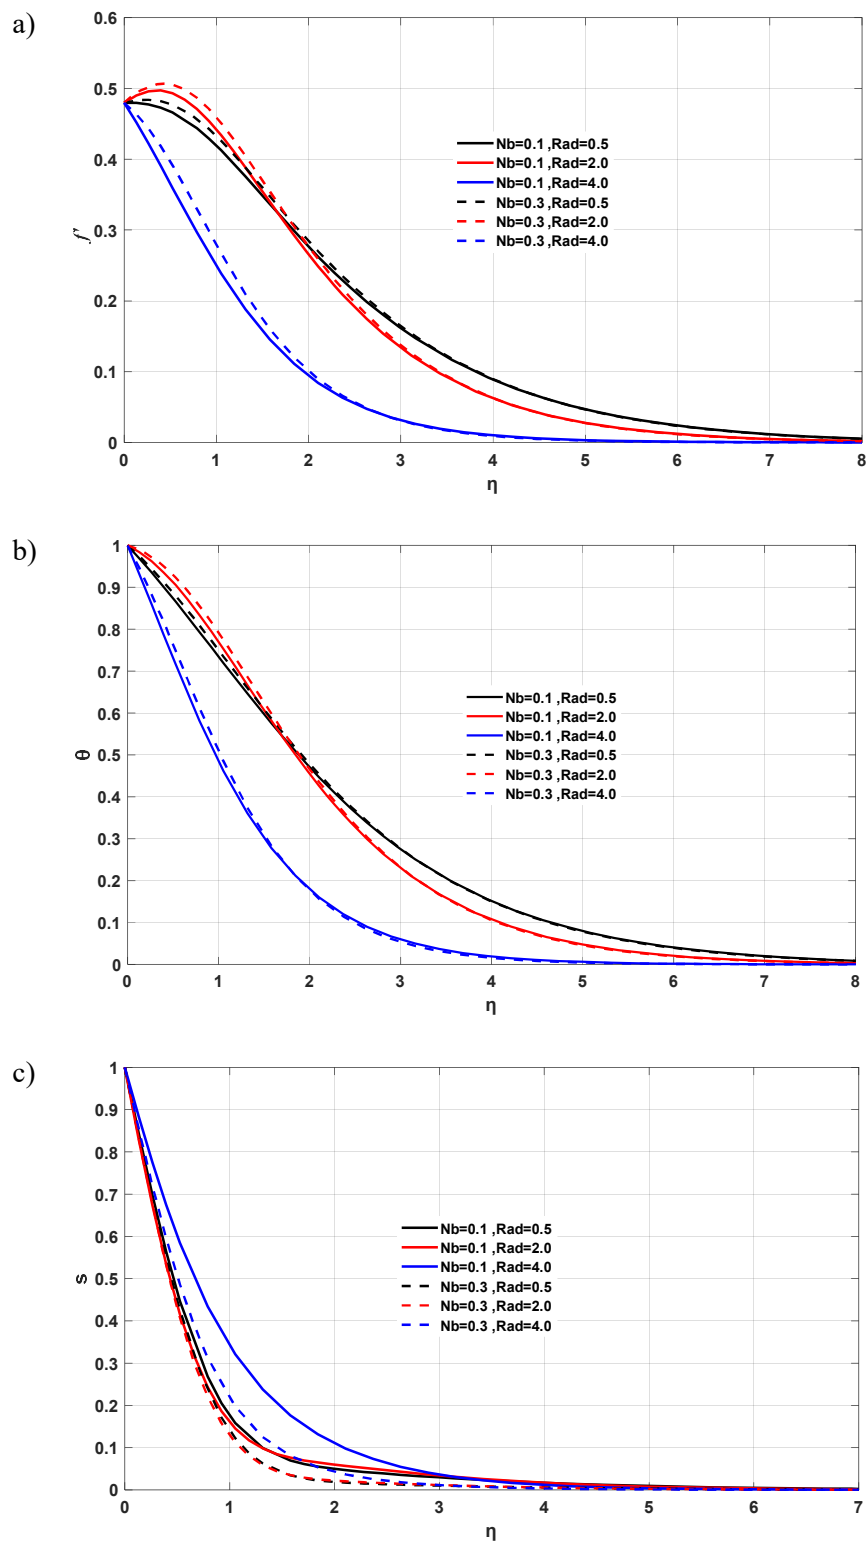 a)
0.6
0.5
0.4
0.3
0.2
0.1
0
f'
Nb=0.1 ,Rad=0.5
Nb=0.1 ,Rad=2.0
Nb=0.1 ,Rad=4.0
Nb=0.3 ,Rad=0.5
Nb=0.3 ,Rad=2.0
Nb=0.3 ,Rad=4.0
0 1 2 3 4 5 6 7 8
η
b)
1
0.9
0.8
0.7
0.6
0.5
0.4
0.3
0.2
0.1
0
θ
Nb=0.1 ,Rad=0.5
Nb=0.1 ,Rad=2.0
Nb=0.1 ,Rad=4.0
Nb=0.3 ,Rad=0.5
Nb=0.3 ,Rad=2.0
Nb=0.3 ,Rad=4.0
0 1 2 3 4 5 6 7 8
η
c)
1
0.9
0.8
0.7
0.6
0.5
0.4
0.3
0.2
0.1
0
s
Nb=0.1 ,Rad=0.5
Nb=0.1 ,Rad=2.0
Nb=0.1 ,Rad=4.0
Nb=0.3 ,Rad=0.5
Nb=0.3 ,Rad=2.0
Nb=0.3 ,Rad=4.0
0 1 2 3 4 5 6 7
η